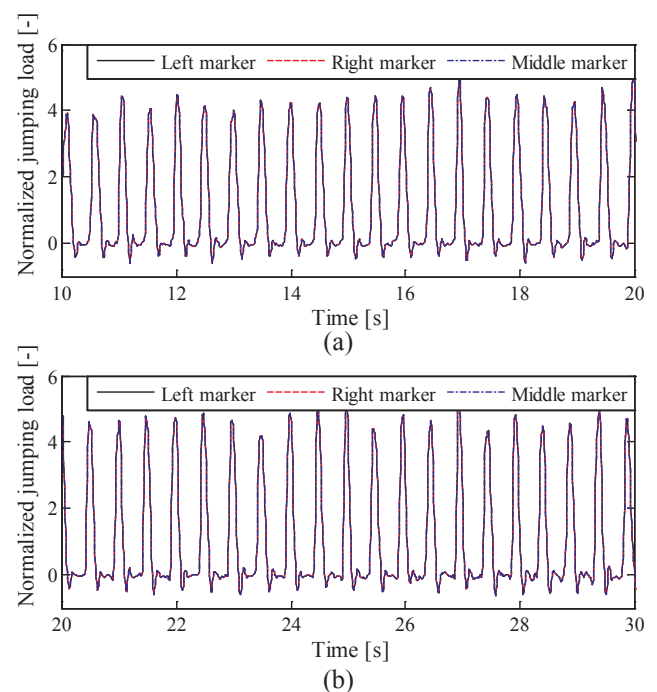 6
4
2
0
Normalized jumping load [-]
Left marker Right marker Middle marker
10 12 14 16 18 20
Time [s]
(a)
6
4
2
0
Normalized jumping load [-]
Left marker Right marker Middle marker
20 22 24 26 28 30
Time [s]
(b)